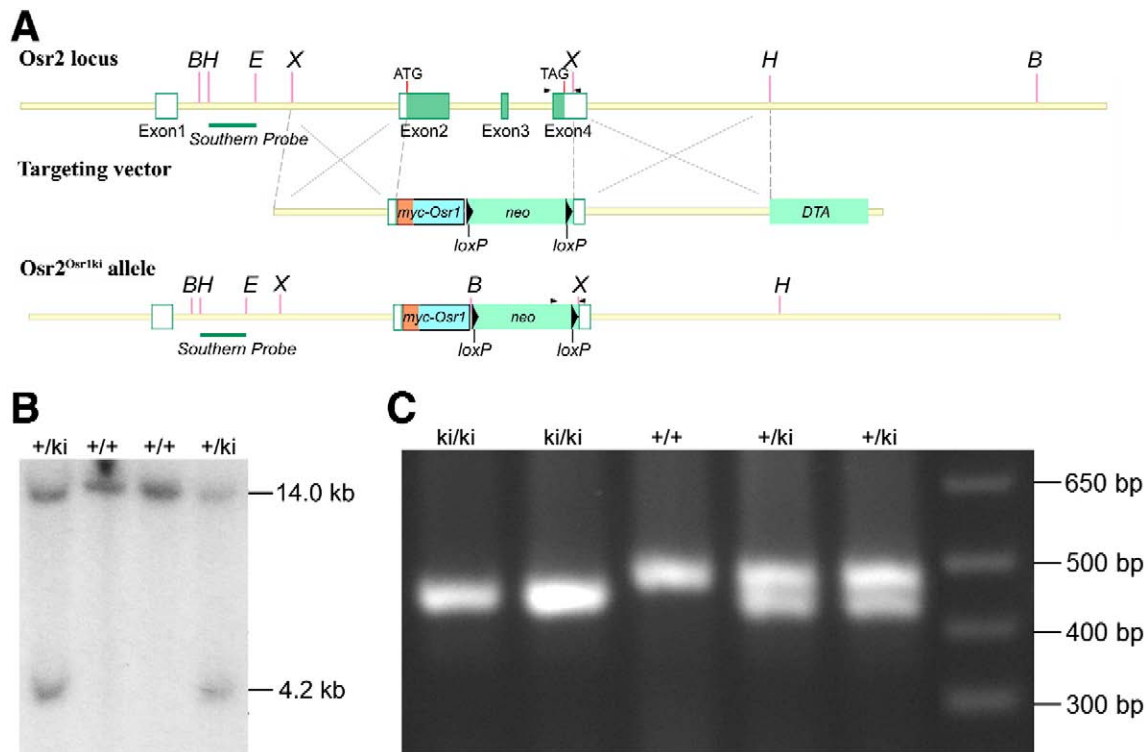 A
Osr2 locus
BH E X ATG TAG X H B
Exon1 Exon2 Exon3 Exon4
Southern Probe
Targeting vector
myc-Osr1 neo DTA
loxP loxP
Osr2Osr1ki allele
BH E X B X H
myc-Osr1 neo
Southern Probe loxP loxP
B
+/ki +/+ +/+ +/ki
14.0 kb
4.2 kb
C
ki/ki ki/ki +/+ +/ki +/ki
650 bp
500 bp
400 bp
300 bp